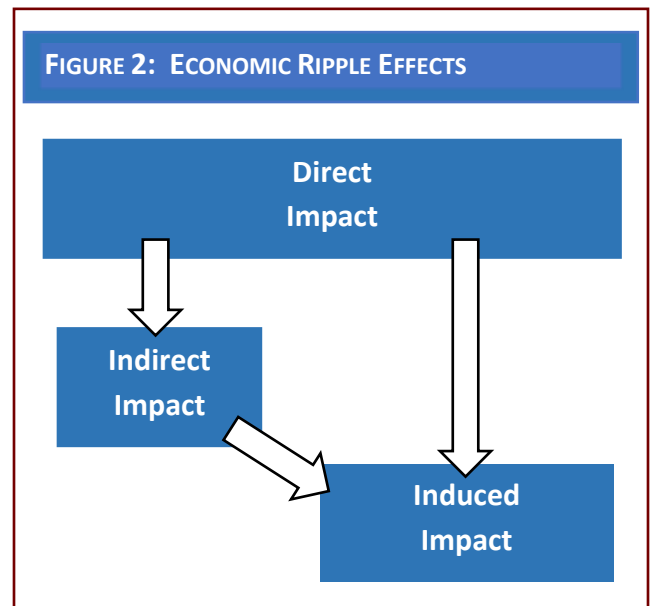 FIGURE 2: ECONOMIC RIPPLE EFFECTS
Direct
Impact
Indirect
Impact
Induced
Impact